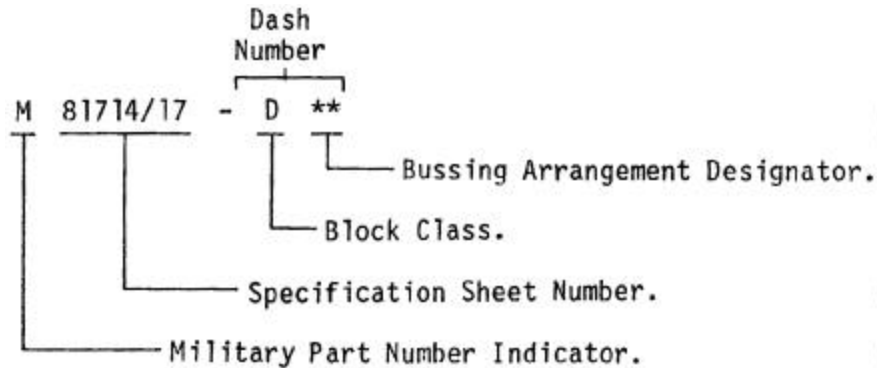 Dash
Number
M 81714/17 - D **
Bussing Arrangement Designator.
Block Class.
Specification Sheet Number.
Military Part Number Indicator.